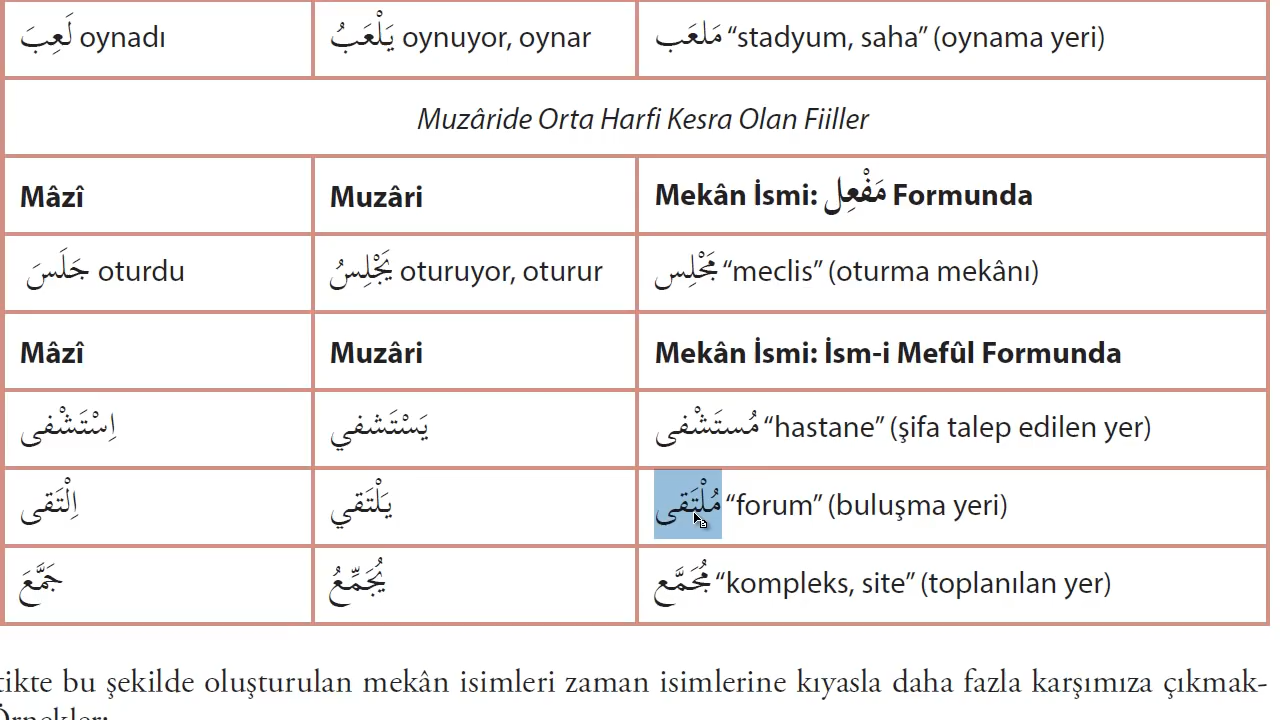 لَعِبَ oynadı يَلْعَبُ oynuyor, oynar مَلعَب “stadyum, saha” (oynama yeri)
Muzâride Orta Harfi Kesra Olan Fiiller
Mâzî Muzâri Mekân İsmi: مَفْعِل Formunda
جَلَسَ oturdu يَجْلِسُ oturuyor, oturur مَجْلِس “meclis” (oturma mekânı)
Mâzî Muzâri Mekân İsmi: İsm-i Mefûl Formunda
اِسْتَشْفى يَسْتَشفي مُستَشْفى “hastane” (şifa talep edilen yer)
اِلْتَقى يَلْتَقي مُلْتَقى “forum” (buluşma yeri)
جَمَّعَ يُجَمِّعُ مُجَمَّع “kompleks, site” (toplanılan yer)
tikte bu şekilde oluşturulan mekân isimleri zaman isimlerine kıyasla daha fazla karşımıza çıkmak-
Örnekler: